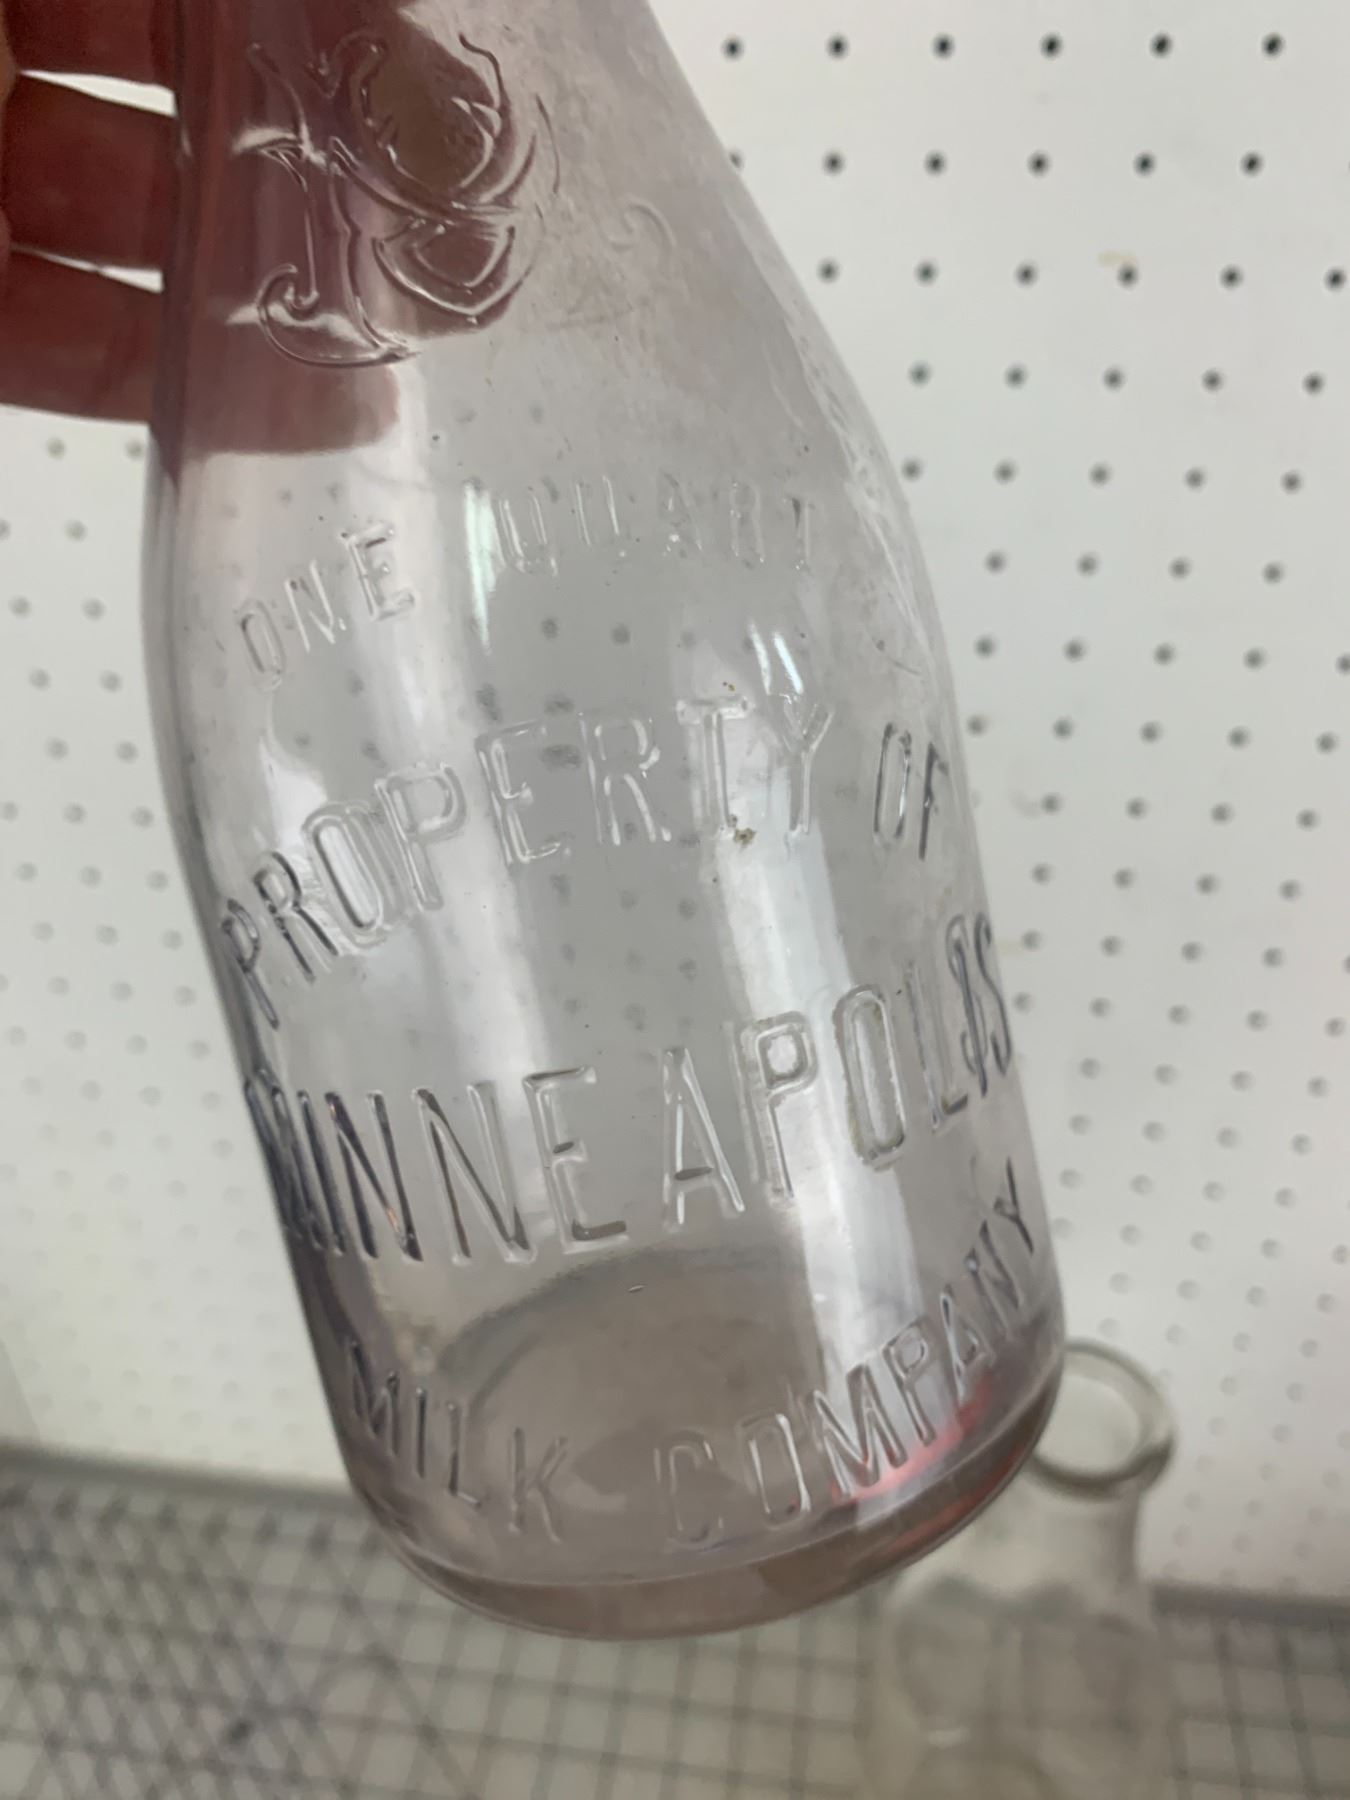 ONE QUART
PROPERTY OF
MINNEAPOLIS
MILK COMPANY